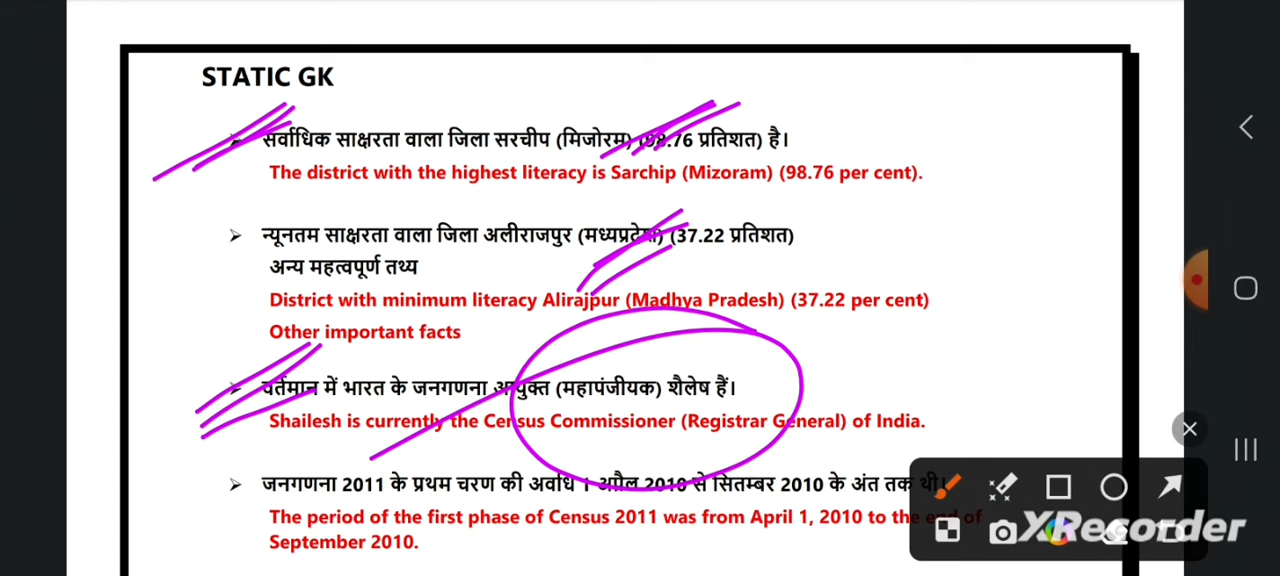 STATIC GK
सर्वाधिक साक्षरता वाला जिला सरचीप (मिजोरम) (98.76 प्रतिशत) है।
The district with the highest literacy is Sarchip (Mizoram) (98.76 per cent).
न्यूनतम साक्षरता वाला जिला अलीराजपुर (मध्यप्रदेश) (37.22 प्रतिशत)
अन्य महत्वपूर्ण तथ्य
District with minimum literacy Alirajpur (Madhya Pradesh) (37.22 per cent)
Other important facts
वर्तमान में भारत के जनगणना आयुक्त (महापंजीयक) शैलेष हैं।
Shailesh is currently the Census Commissioner (Registrar General) of India.
जनगणना 2011 के प्रथम चरण की अवधि 1 अप्रैल 2010 से सितम्बर 2010 के अंत तक थी।
The period of the first phase of Census 2011 was from April 1, 2010 to the end of
September 2010.
XRecorder